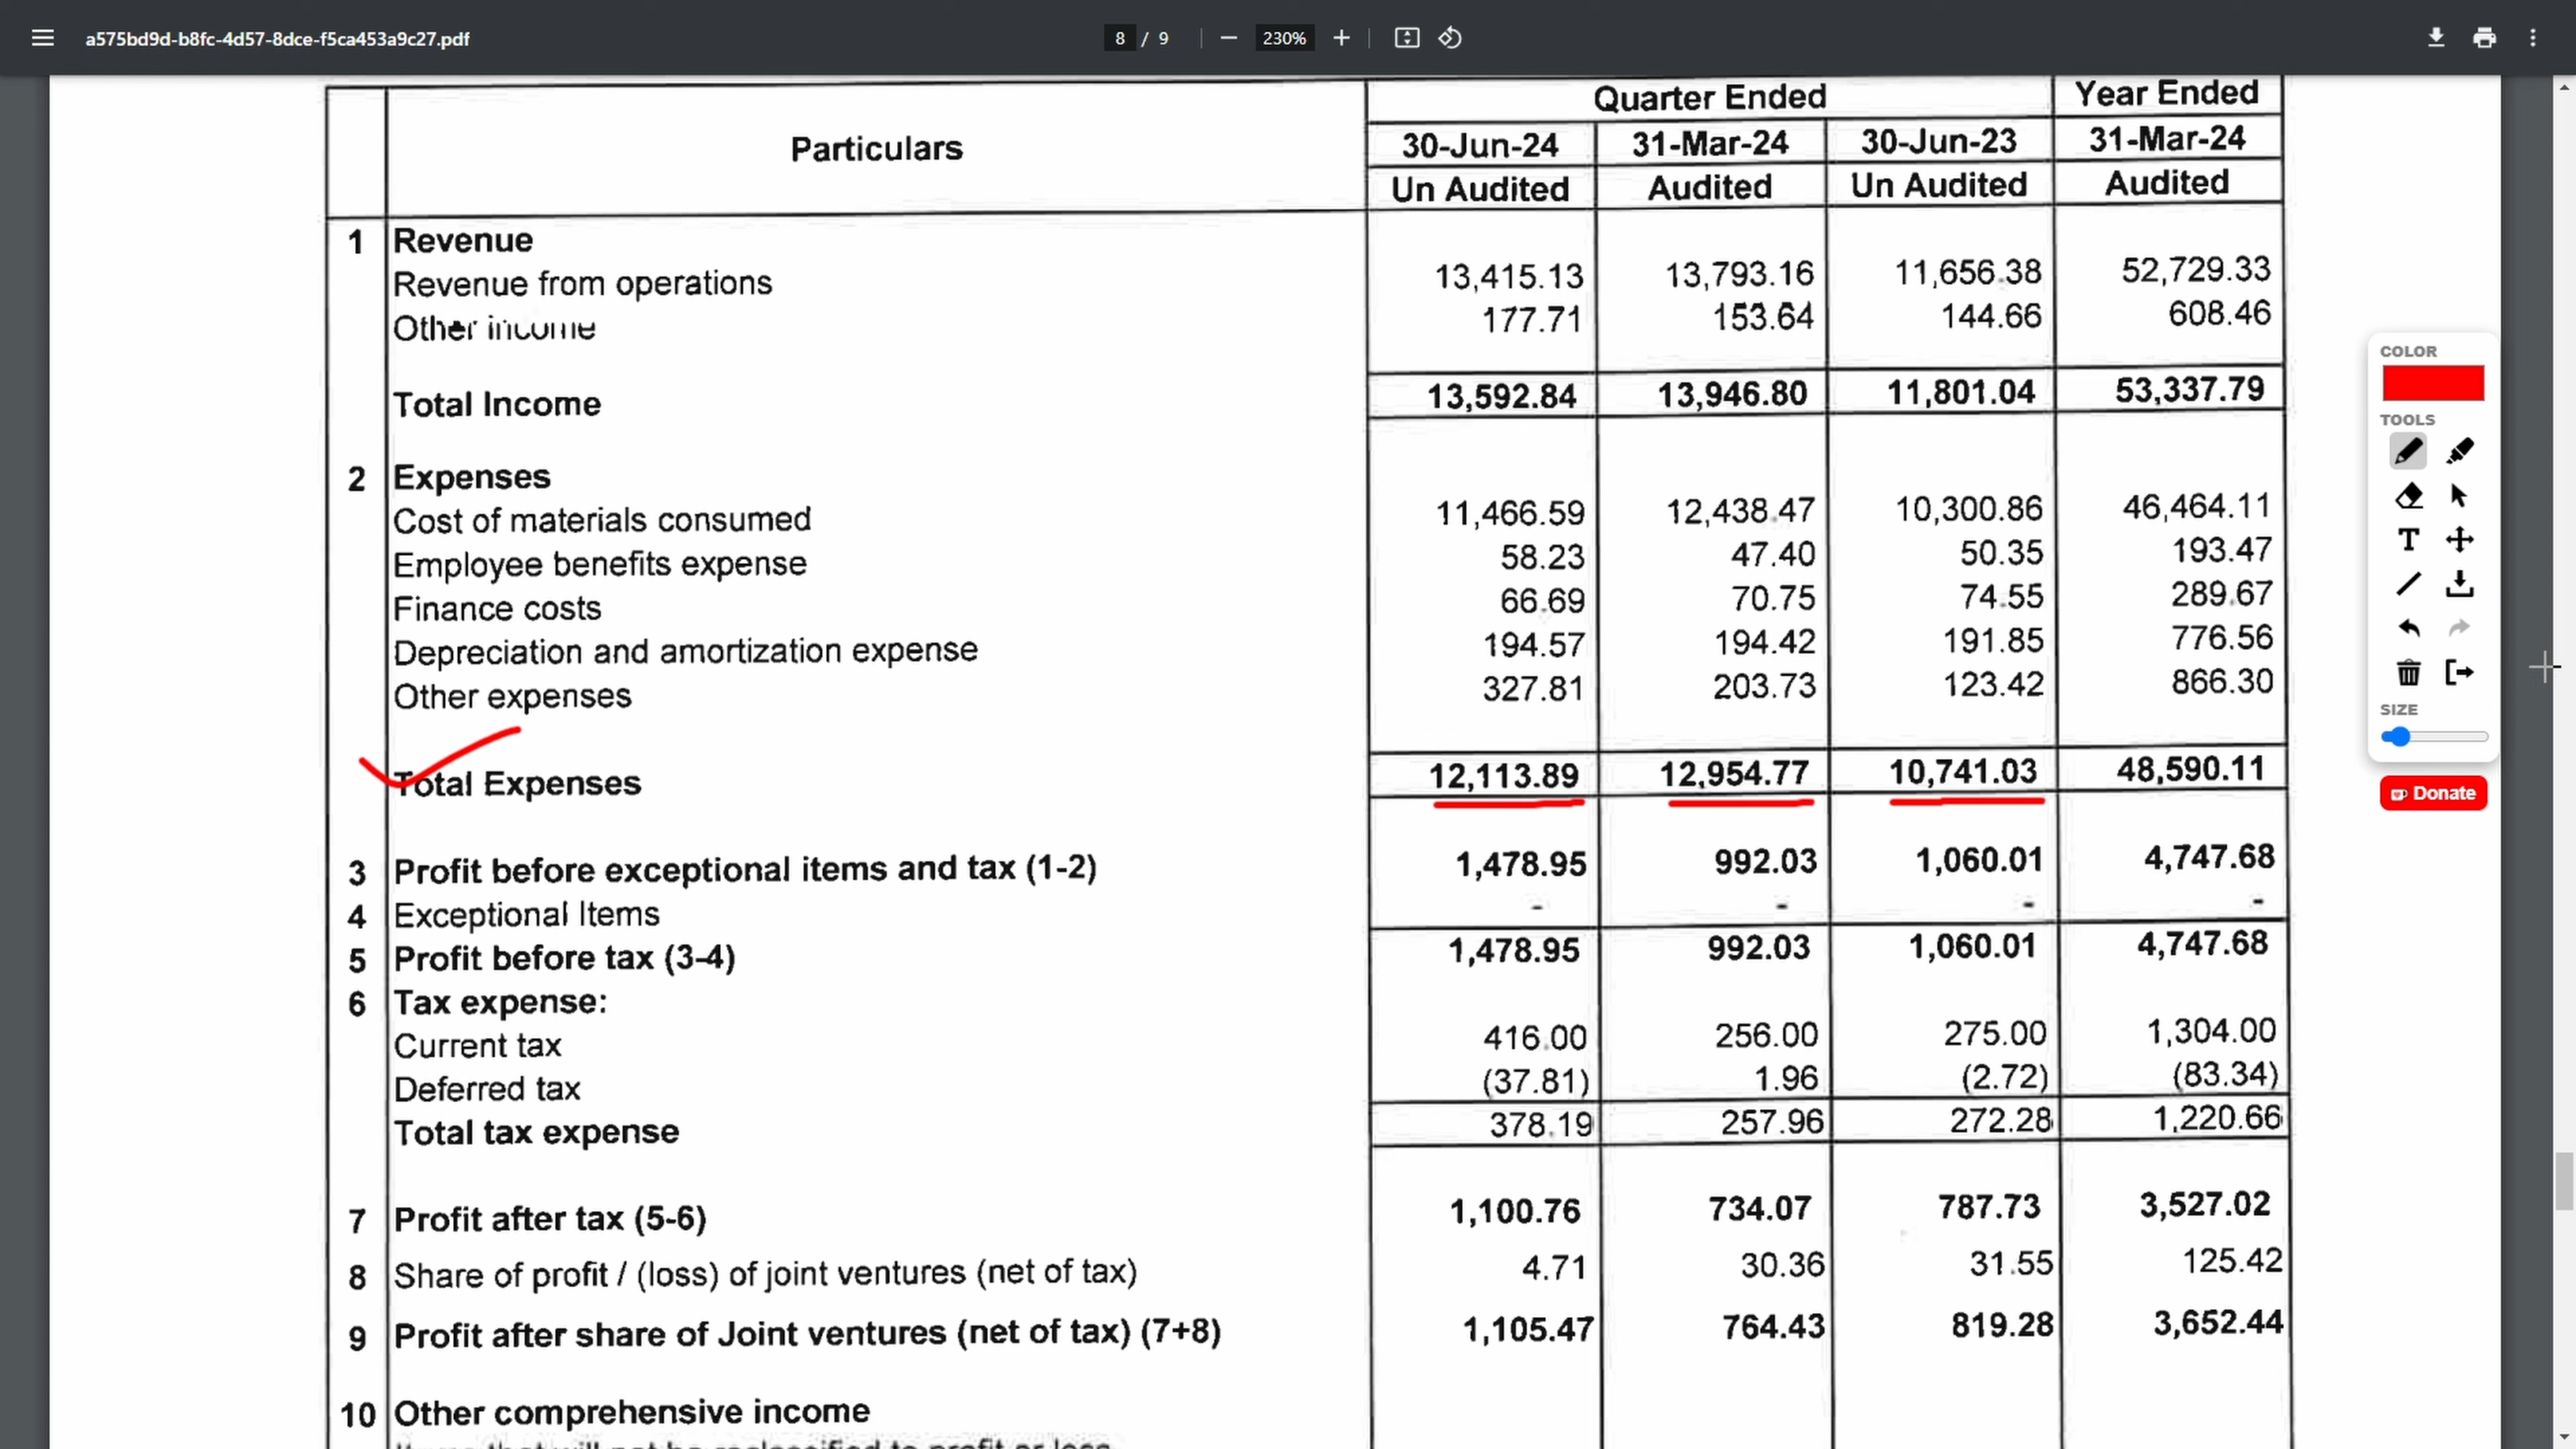 a575bd9d-b8fc-4d57-8dce-f5ca453a9c27.pdf 8 / 9 230%
Particulars Quarter Ended Year Ended
30-Jun-24 31-Mar-24 30-Jun-23 31-Mar-24
Un Audited Audited Un Audited Audited
1 Revenue
Revenue from operations 13,415.13 13,793.16 11,656.38 52,729.33
Other income 177.71 153.64 144.66 608.46
Total Income 13,592.84 13,946.80 11,801.04 53,337.79
2 Expenses
Cost of materials consumed 11,466.59 12,438.47 10,300.86 46,464.11
Employee benefits expense 58.23 47.40 50.35 193.47
Finance costs 66.69 70.75 74.55 289.67
Depreciation and amortization expense 194.57 194.42 191.85 776.56
Other expenses 327.81 203.73 123.42 866.30
Total Expenses 12,113.89 12,954.77 10,741.03 48,590.11
3 Profit before exceptional items and tax (1-2) 1,478.95 992.03 1,060.01 4,747.68
4 Exceptional Items - - - -
5 Profit before tax (3-4) 1,478.95 992.03 1,060.01 4,747.68
6 Tax expense:
Current tax 416.00 256.00 275.00 1,304.00
Deferred tax (37.81) 1.96 (2.72) (83.34)
Total tax expense 378.19 257.96 272.28 1,220.66
7 Profit after tax (5-6) 1,100.76 734.07 787.73 3,527.02
8 Share of profit / (loss) of joint ventures (net of tax) 4.71 30.36 31.55 125.42
9 Profit after share of Joint ventures (net of tax) (7+8) 1,105.47 764.43 819.28 3,652.44
10 Other comprehensive income
COLOR
TOOLS
T
SIZE
Donate